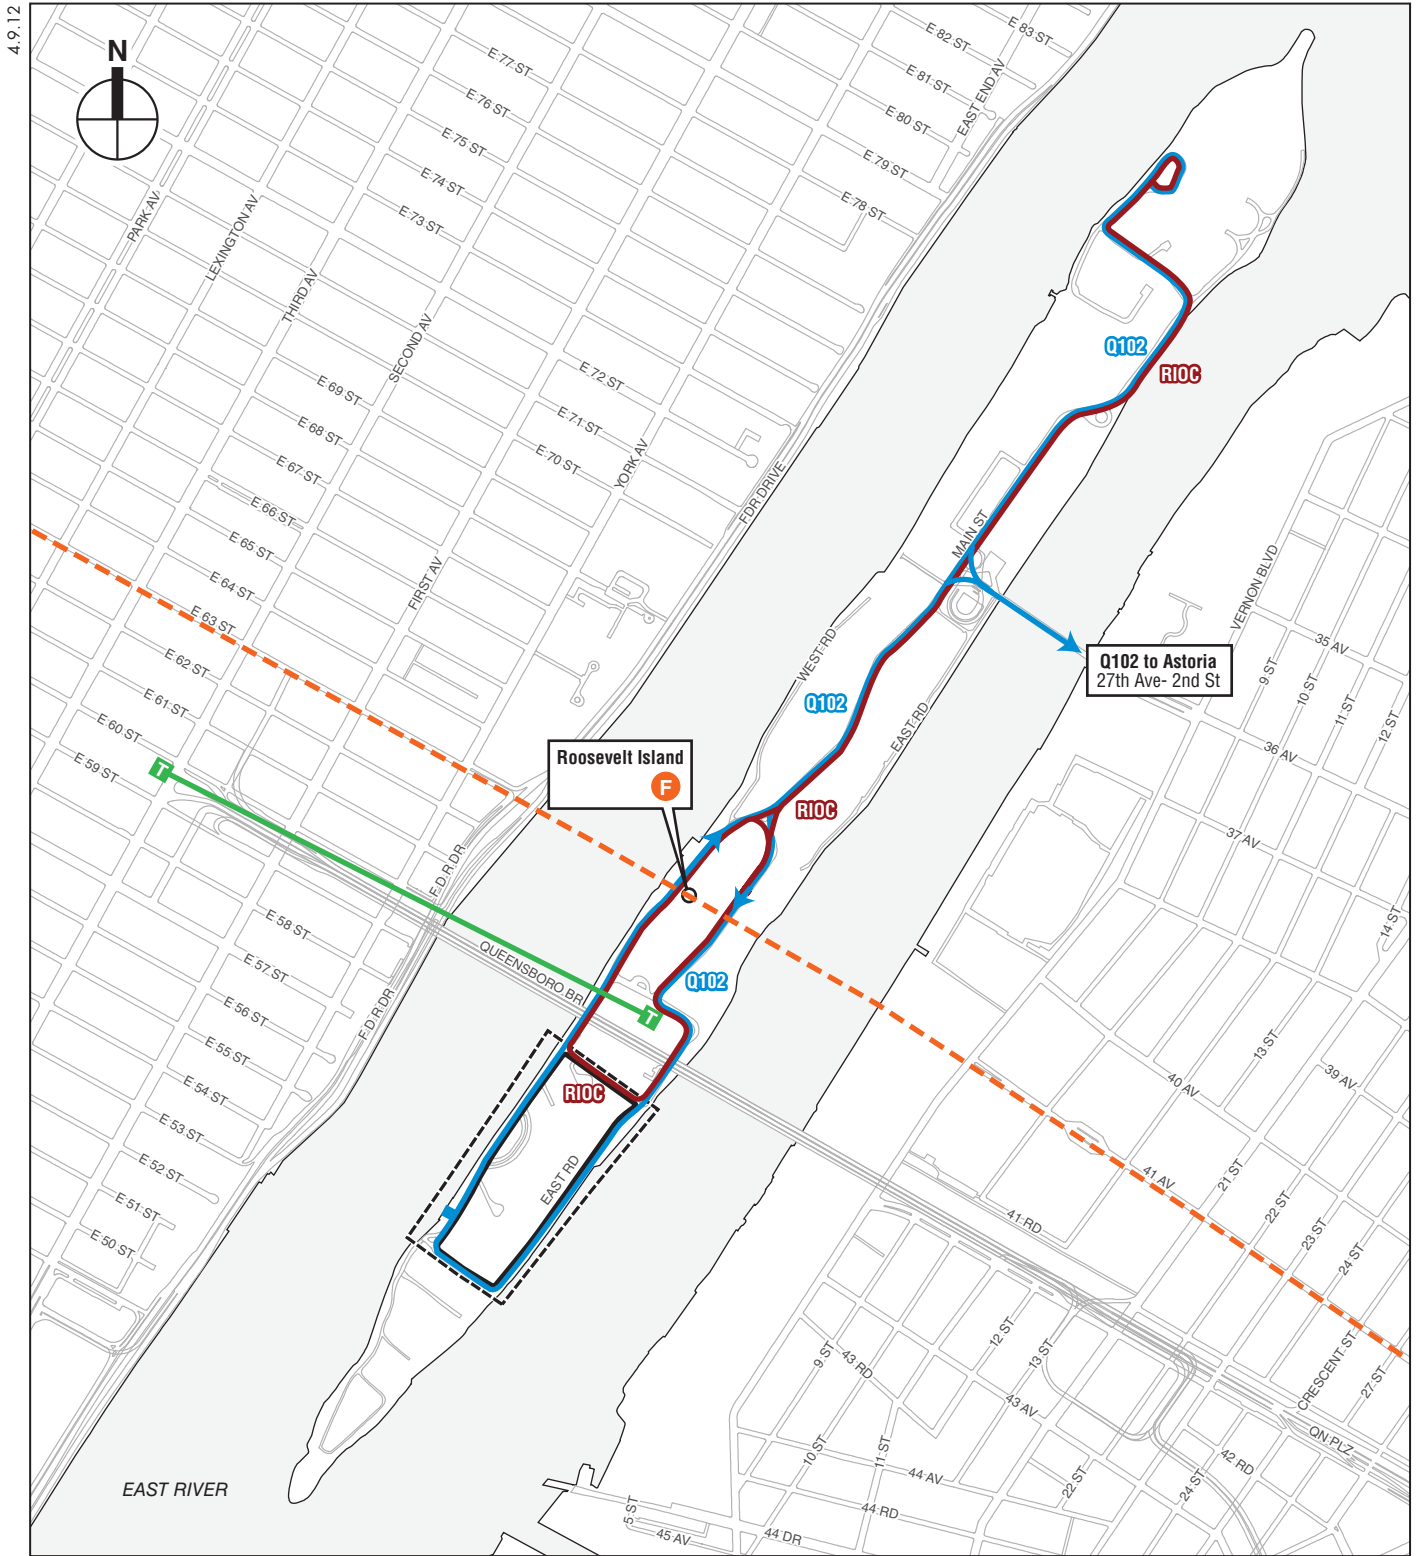 4.9.12
N
E 82 ST
E 83 ST
E 77 ST
E 81 ST
EAST END AV
E 76 ST
E 80 ST
E 75 ST
E 79 ST
E 74 ST
E 78 ST
E 73 ST
PARK AV
LEXINGTON AV
THIRD AV
SECOND AV
Q102
RIOC
E 72 ST
E 69 ST
E 71 ST
E 68 ST
E 70 ST
YORK AV
E 67 ST
FDR DRIVE
E 66 ST
E 65 ST
MAIN ST
E 64 ST
FIRST AV
VERNON BLVD
E 63 ST
35 AV
E 62 ST
WEST RD
Q102 to Astoria
27th Ave- 2nd St
9 ST
10 ST
11 ST
12 ST
E 61 ST
Q102
E 60 ST
EAST RD
36 AV
E 59 ST
T
Roosevelt Island
F
RIOC
37 AV
F D R DR
14 ST
E 58 ST
QUEENSBORO BR
E 57 ST
Q102
T
E 56 ST
F D R DR
13 ST
E 55 ST
39 AV
E 54 ST
RIOC
40 AV
E 53 ST
E 52 ST
EAST RD
41 AV
21 ST
E 51 ST
22 ST
41 RD
23 ST
E 50 ST
24 ST
12 ST
9 ST
43 RD
13 ST
CRESCENT ST
27 ST
43 AV
QN PLZ
10 ST
11 ST
42 RD
44 AV
22 ST
24 ST
EAST RIVER
5 ST
44 RD
45 AV
44 DR